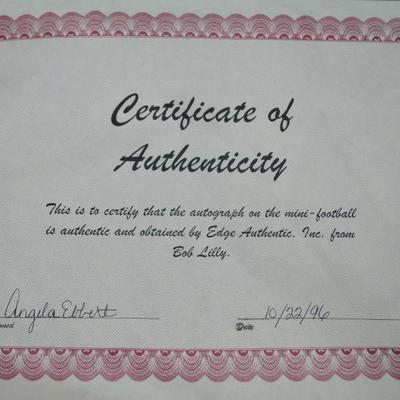 Certificate of
Authenticity
This is to certify that the autograph on the mini-football
is authentic and obtained by Edge Authentic, Inc. from
Bob Lilly.
Angela Ebbert 10/22/96
Date